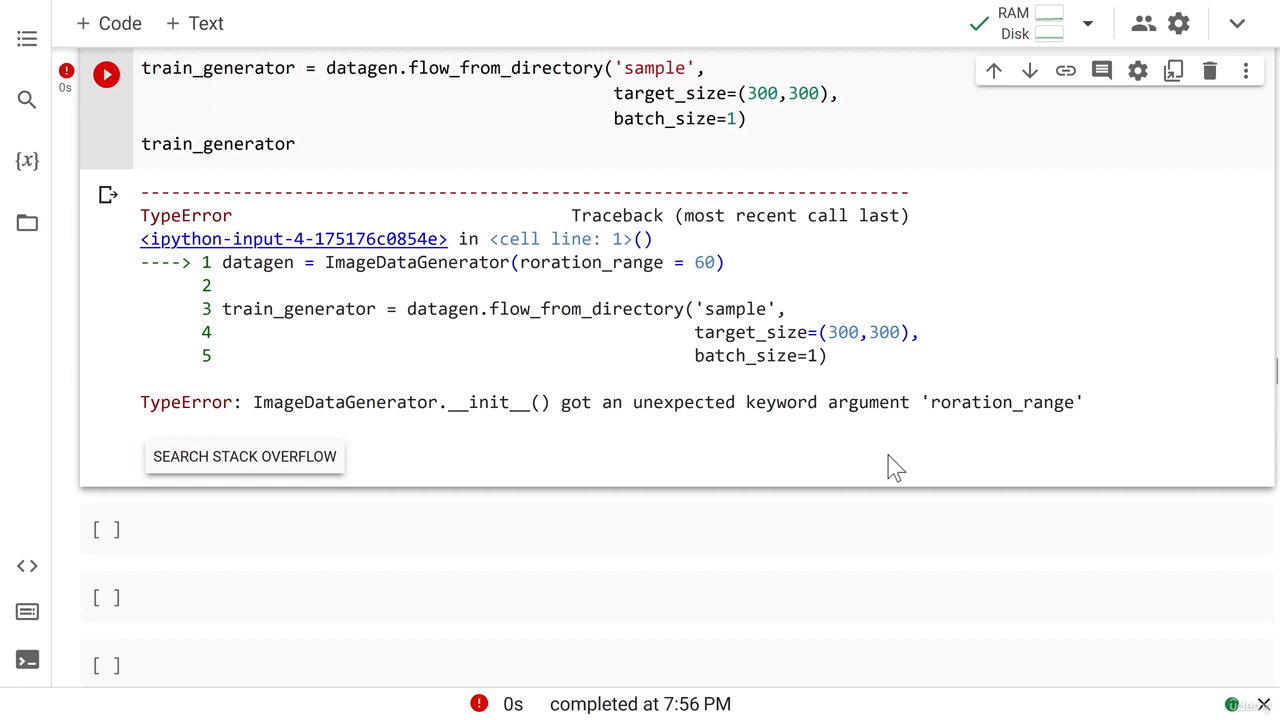 + Code + Text
RAM
Disk
0s
train_generator = datagen.flow_from_directory('sample',
target_size=(300,300),
batch_size=1)
train_generator
---------------------------------------------------------------------------
TypeError Traceback (most recent call last)
<ipython-input-4-175176c0854e> in <cell line: 1>()
----> 1 datagen = ImageDataGenerator(roration_range = 60)
2
3 train_generator = datagen.flow_from_directory('sample',
4 target_size=(300,300),
5 batch_size=1)
TypeError: ImageDataGenerator.__init__() got an unexpected keyword argument 'roration_range'
SEARCH STACK OVERFLOW
[ ]
[ ]
[ ]
{x}
0s completed at 7:56 PM
udemy